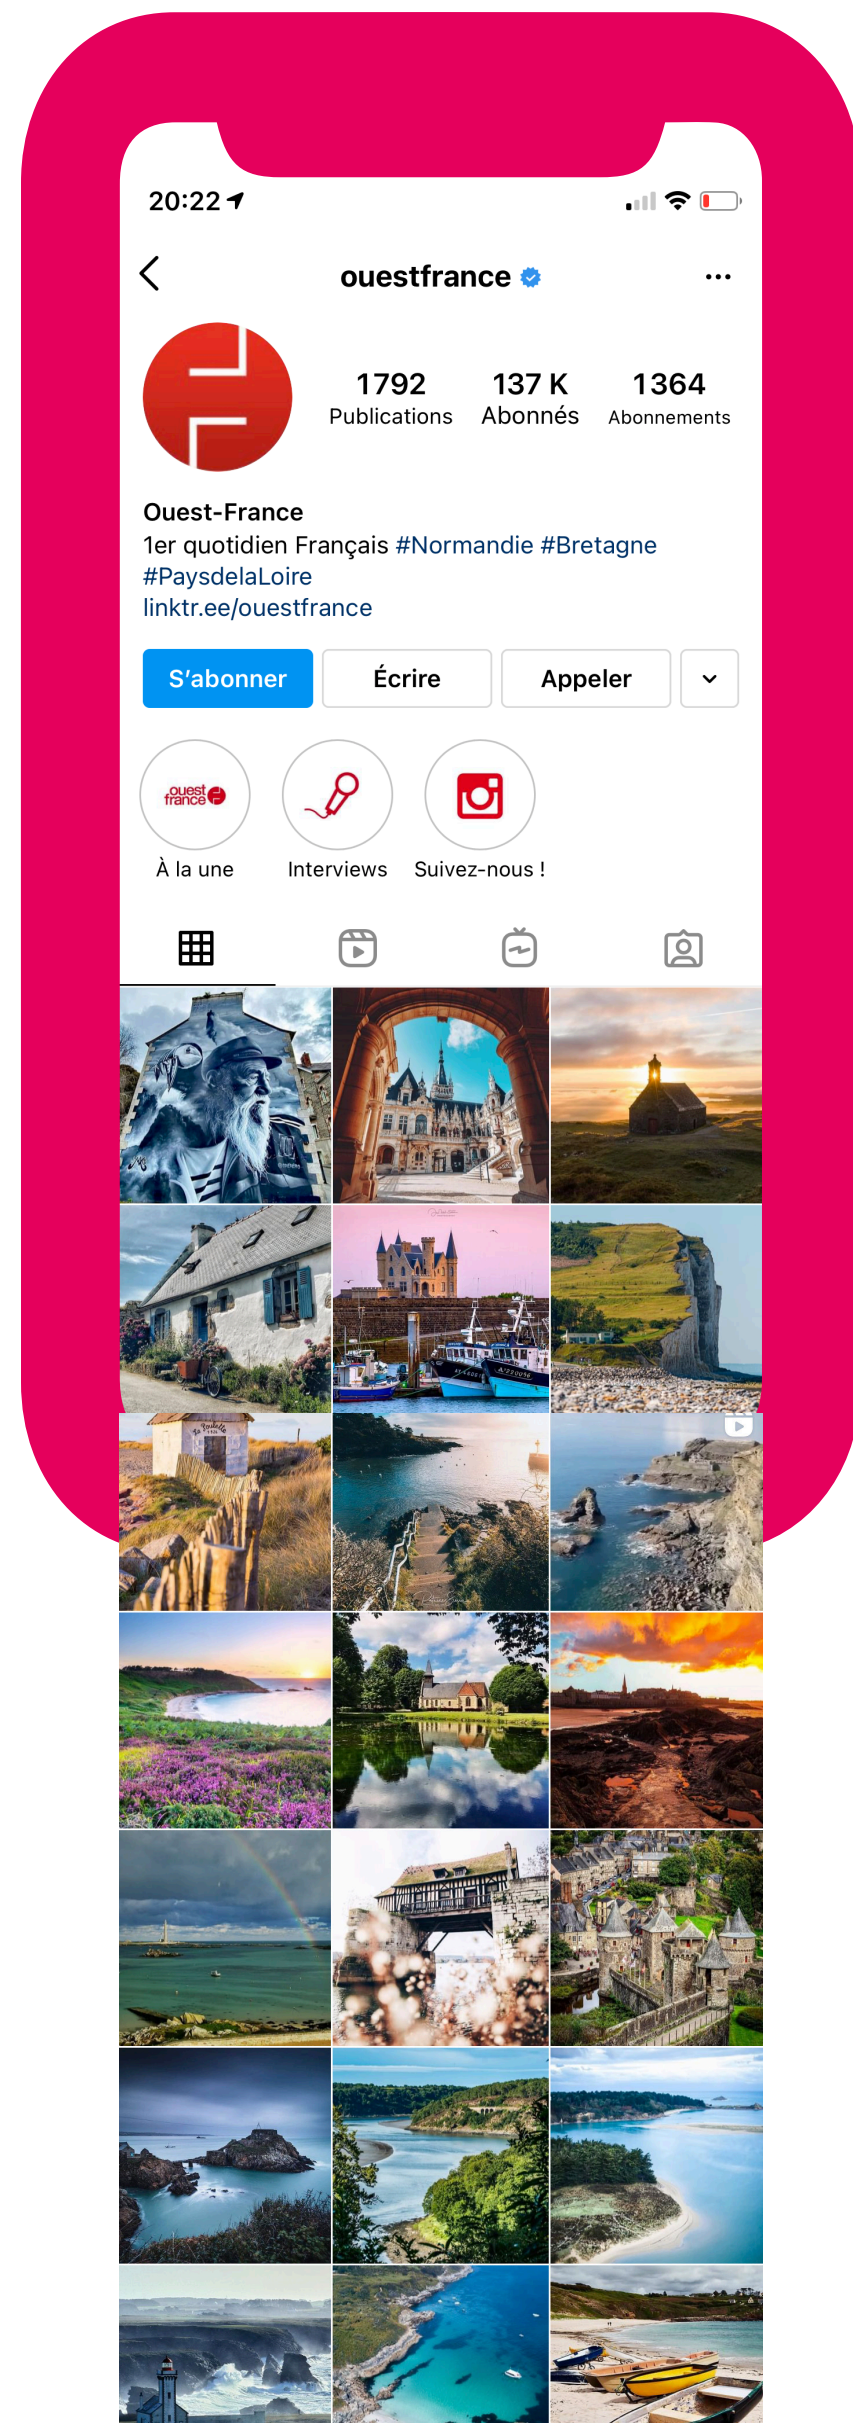 20:22
ouestfrance
1792
137 K
1364
Publications
Abonnés
Abonnements
Ouest-France
1er quotidien Français #Normandie #Bretagne
#PaysdelaLoire
linktr.ee/ouestfrance
S'abonner
Écrire
Appeler
ouest
france
À la une
Interviews
Suivez-nous !